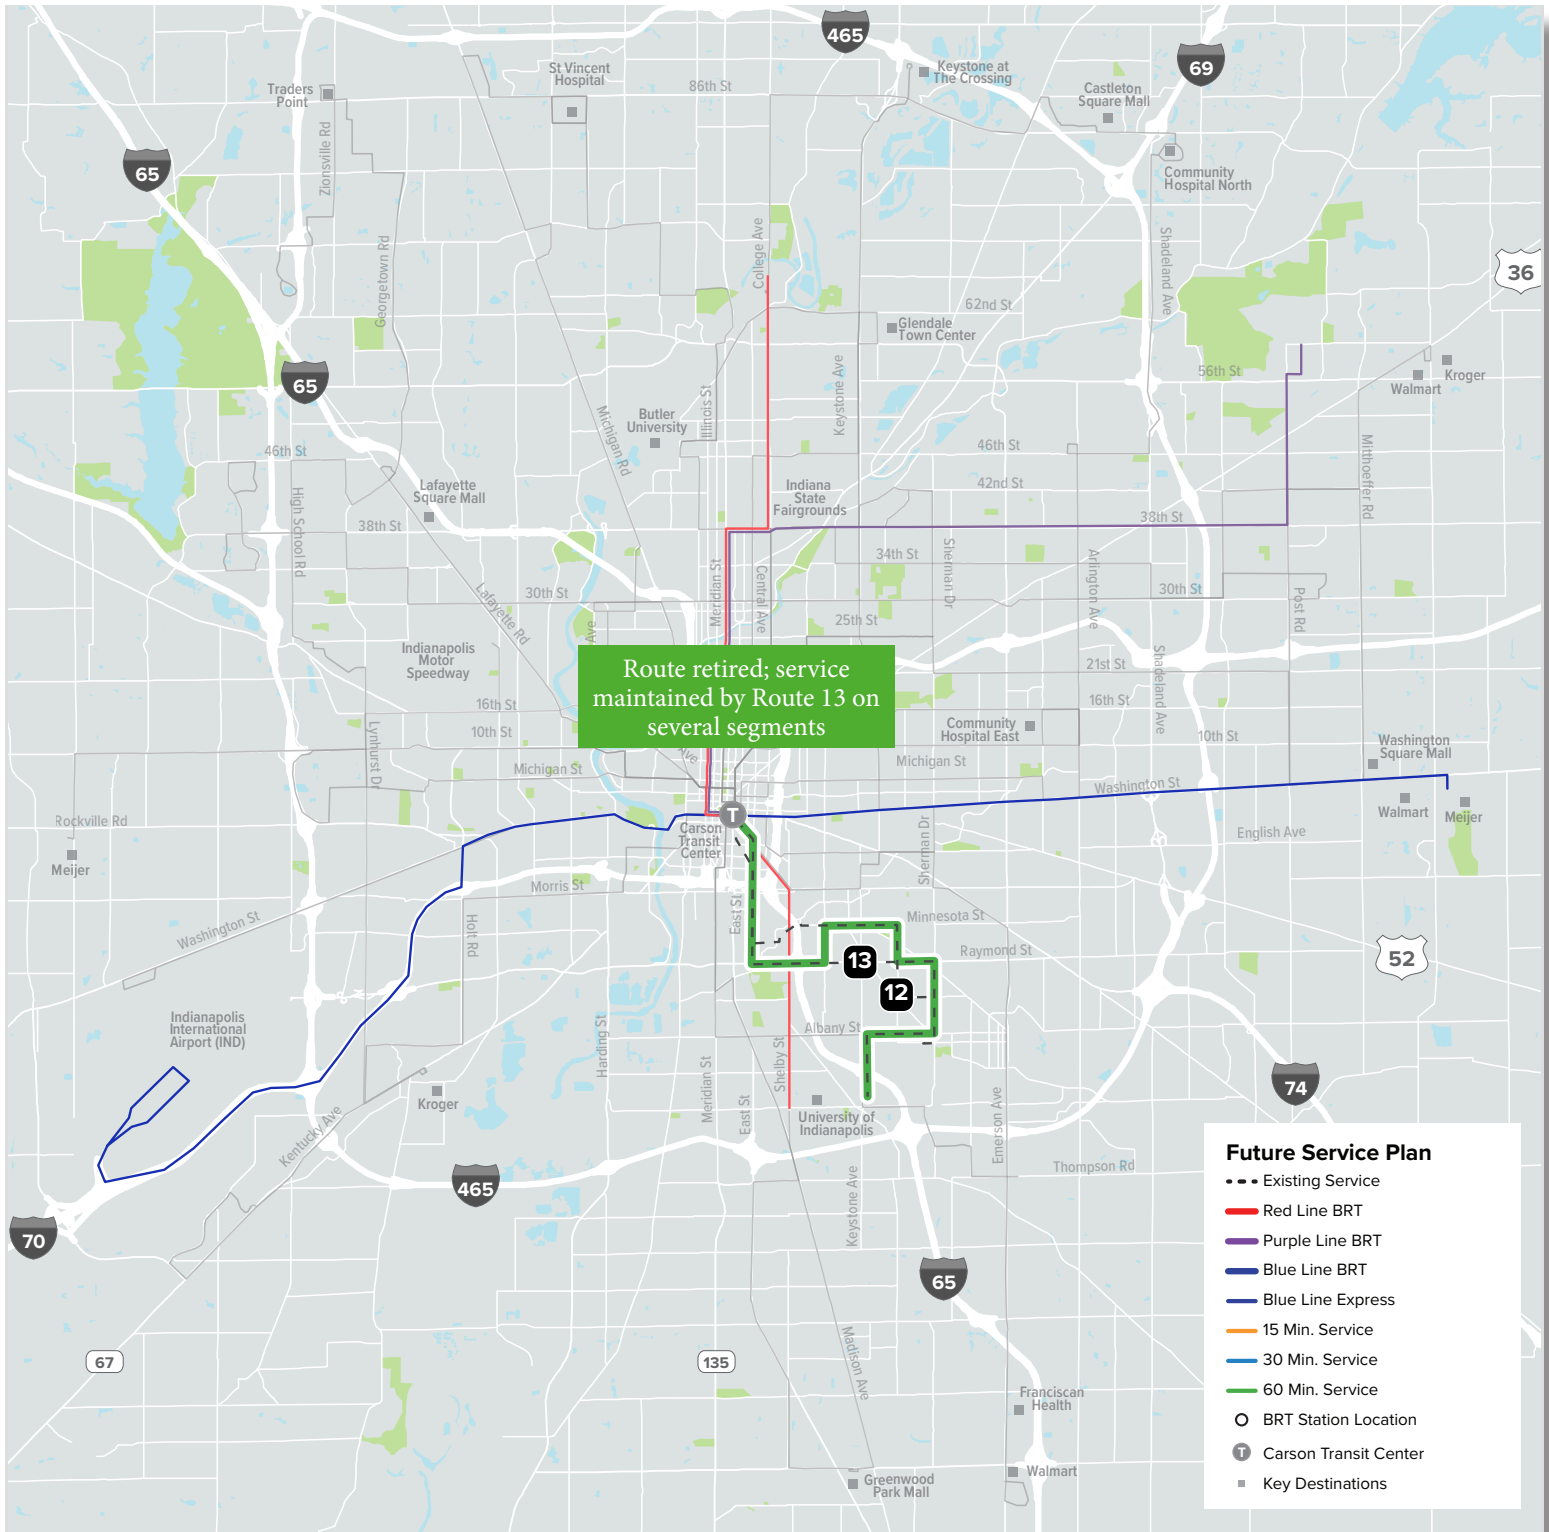 465
69
Keystone at
The Crossing
St Vincent
Hospital
86th St
Traders
Point
Castleton
Square Mall
Zionsville Rd
65
Community
Hospital North
College Ave
Georgetown Rd
Shadeland Ave
36
62nd St
Glendale
Town Center
65
56th St
Walmart
Kroger
Illinois St
Keystone Ave
Butler
University
Michigan Rd
46th St
46th St
Mitthoeffer Rd
Lafayette
Square Mall
Indiana
State
Fairgrounds
42nd St
High School Rd
38th St
38th St
Meridian St
Central Ave
34th St
Sherman Dr
Arlington Ave
30th St
30th St
Post Rd
Lafayette Rd
25th St
Ave
Indianapolis
Motor
Speedway
Route retired; service
maintained by Route 13 on
several segments
21st St
Shadeland Ave
16th St
16th St
Lynhurst Dr
10th St
Community
Hospital East
10th St
Washington
Square Mall
Ave
Michigan St
Michigan St
Washington St
T
Walmart
Meijer
Rockville Rd
Carson
Transit
Center
Sherman Dr
English Ave
Meijer
Morris St
East St
Minnesota St
Washington St
Holt Rd
Raymond St
52
13
12
Indianapolis
International
Airport (IND)
Harding St
Albany St
Shelby St
Meridian St
East St
Kroger
74
University of
Indianapolis
Emerson Ave
Kentucky Ave
Thompson Rd
465
Keystone Ave
70
65
67
135
Madison Ave
Franciscan
Health
Greenwood
Park Mall
Walmart
Future Service Plan
Existing Service
Red Line BRT
Purple Line BRT
Blue Line BRT
Blue Line Express
15 Min. Service
30 Min. Service
60 Min. Service
BRT Station Location
T Carson Transit Center
Key Destinations